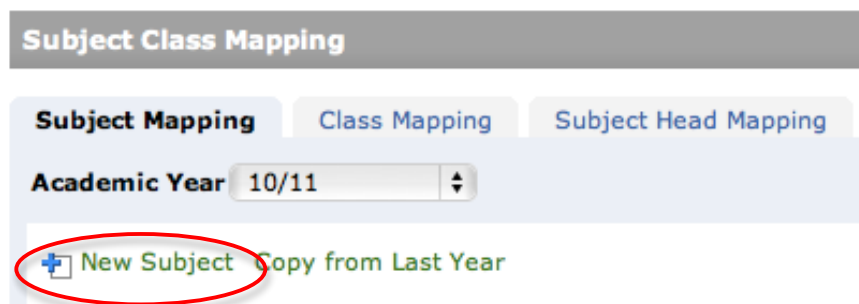 Subject Class Mapping
Subject Mapping Class Mapping Subject Head Mapping
Academic Year 10/11
New Subject Copy from Last Year